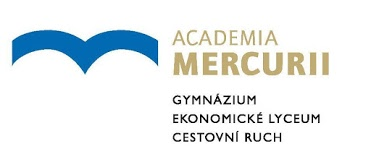 ACADEMIA
MERCURII
GYMNÁZIUM
EKONOMICKÉ LYCEUM
CESTOVNÍ RUCH